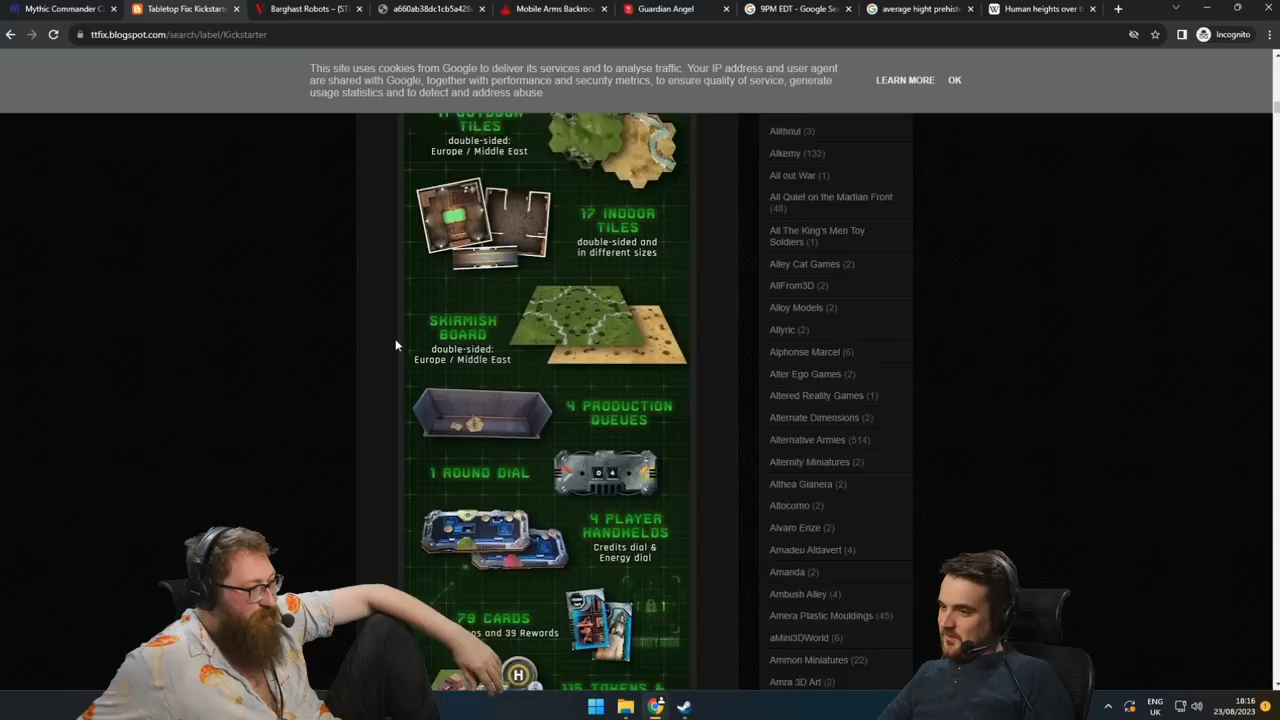 Mythic Commander C
Tabletop Fix Kickstart
Barghast Robots – [ST
a660ab38dc1cb5a428c
Mobile Arms Backroom
Guardian Angel
9PM EDT - Google Sea
average hight prehist
Human heights over th
ttfix.blogspot.com/search/label/Kickstarter
Incognito
This site uses cookies from Google to deliver its services and to analyse traffic. Your IP address and user agent
are shared with Google, together with performance and security metrics, to ensure quality of service, generate
usage statistics and to detect and address abuse.
LEARN MORE
OK
TILES
double-sided:
Europe / Middle East
17 INDOOR
TILES
double-sided and
in different sizes
SKIRMISH
BOARD
double-sided:
Europe / Middle East
4 PRODUCTION
QUEUES
1 ROUND DIAL
4 PLAYER
HANDHELDS
Credits dial &
Energy dial
79 CARDS
and 39 Rewards
H
115 TOKENS &
Alithnul (3)
Alkemy (132)
All out War (1)
All Quiet on the Martian Front
(48)
All The King's Men Toy
Soldiers (1)
Alley Cat Games (2)
AllFrom3D (2)
Alloy Models (2)
Allyric (2)
Alphonse Marcel (6)
Alter Ego Games (2)
Altered Reality Games (1)
Alternate Dimensions (2)
Alternative Armies (514)
Alternity Miniatures (2)
Althea Gianera (2)
Altocorno (2)
Alvaro Erize (2)
Amadeu Aldavert (4)
Amanda (2)
Ambush Alley (4)
Amera Plastic Mouldings (45)
aMini3DWorld (6)
Ammon Miniatures (22)
Amra 3D Art (2)
ENG
UK
18:16
23/08/2023